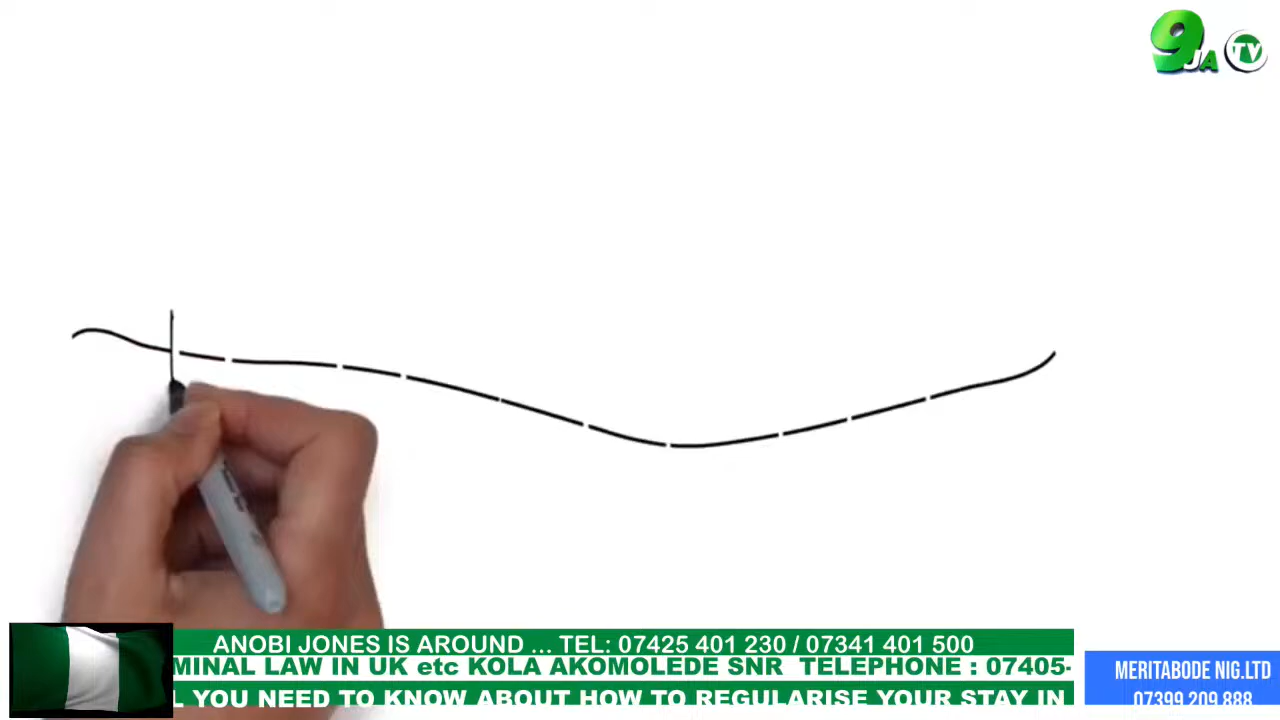 9JA TV
ANOBI JONES IS AROUND ... TEL: 07425 401 230 / 07341 401 500
MINAL LAW IN UK etc KOLA AKOMOLEDE SNR TELEPHONE : 07405-
L YOU NEED TO KNOW ABOUT HOW TO REGULARISE YOUR STAY IN
MERITABODE NIG.LTD
07399 209 888